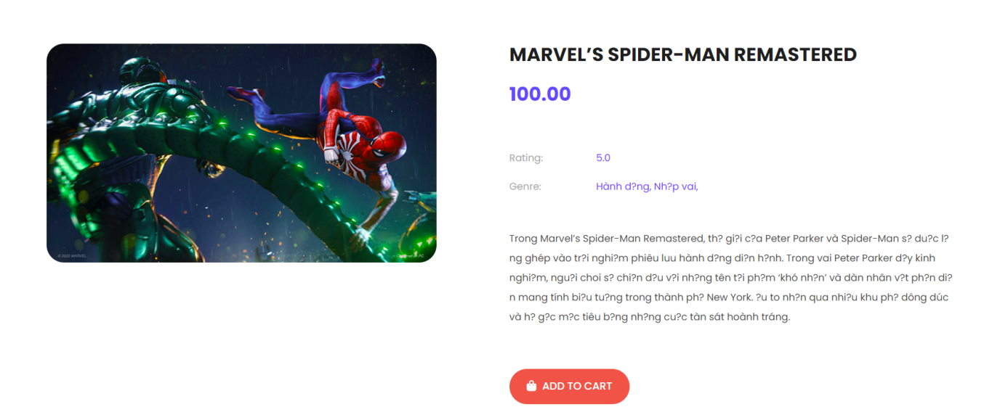 MARVEL’S SPIDER-MAN REMASTERED
100.00
Rating: 5.0
Genre: Hành d?ng, Nh?p vai,
Trong Marvel’s Spider-Man Remastered, th? gi?i c?a Peter Parker và Spider-Man s? du?c l?
ng ghép vào tr?i nghi?m phiêu luu hành d?ng di?n h?nh. Trong vai Peter Parker d?y kinh
nghi?m, ngu?i choi s? chi?n d?u v?i nh?ng tên t?i ph?m ‘khó nh?n’ và dàn nhân v?t ph?n di?
n mang tính bi?u tu?ng trong thành ph? New York. ?u to nh?n qua nhi?u khu ph? dông dúc
và h? g?c m?c tiêu b?ng nh?ng cu?c tàn sát hoành tráng.
ADD TO CART
© 2022 MARVEL